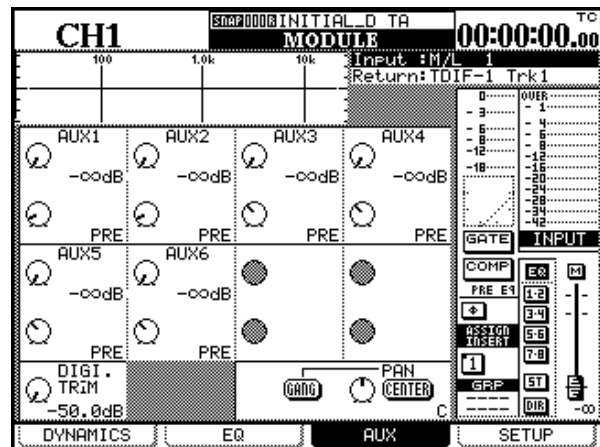 CH1
SNAP 000 INITIAL_D TA
MODULE
TC
00:00:00.00
100 1.0k 10k
Input :M/L 1
Return:TDIF-1 Trk1
AUX1 AUX2 AUX3 AUX4
-∞dB -∞dB -∞dB -∞dB
PRE PRE PRE PRE
AUX5 AUX6
-∞dB -∞dB
PRE PRE
DIGI.
TRIM
-50.0dB
PAN
GANG CENTER
C
0
- 3
- 6
- 8
-12
-18
OVER
- 1
- 4
- 6
- 8
-12
-16
-20
-24
-28
-34
-42
GATE
INPUT
COMP
PRE EQ
Φ
ASSIGN
INSERT
1
GRP
---- ----
EQ M
1-2
3-4
5-6
7-8
ST
DIR
-∞
DYNAMICS EQ AUX SETUP